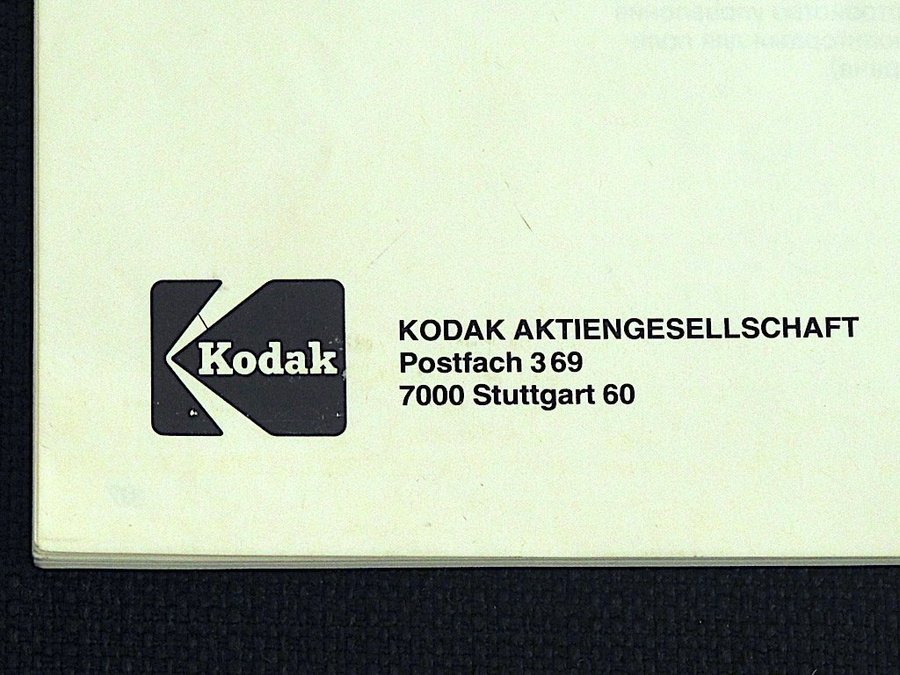 Kodak
KODAK AKTIENGESELLSCHAFT
Postfach 369
7000 Stuttgart 60